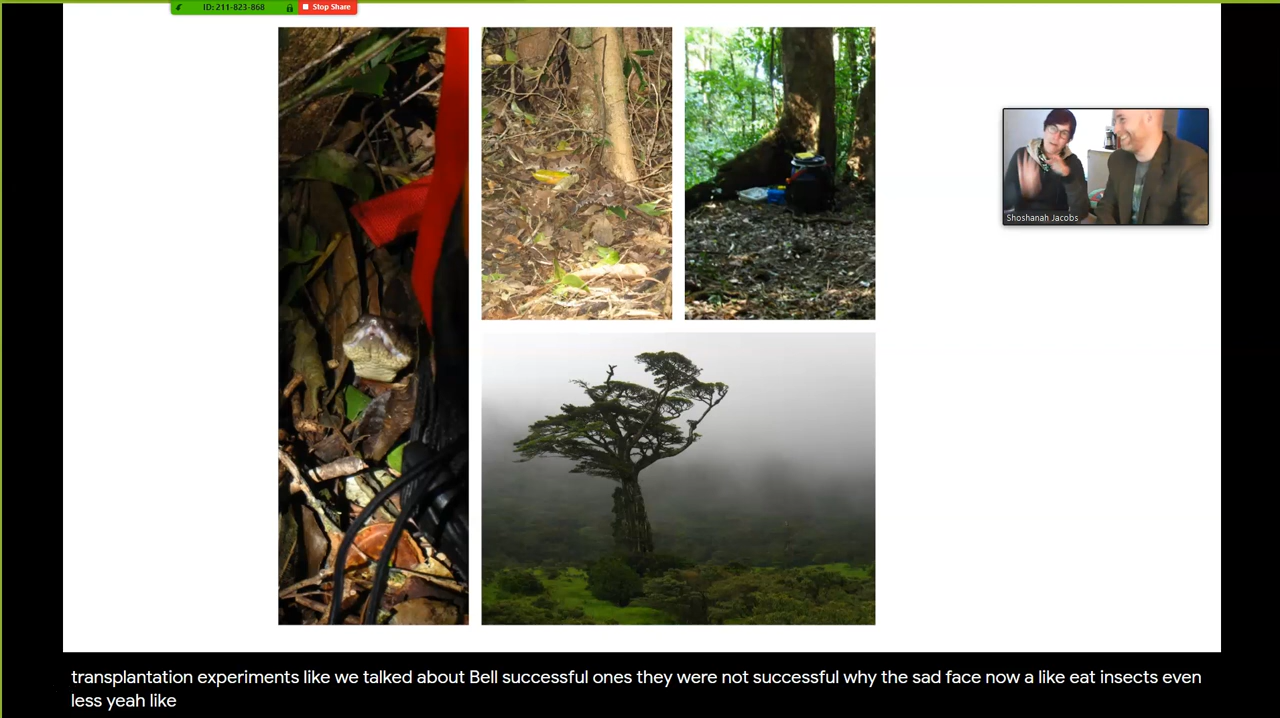 ID: 211-823-868
Stop Share
Shoshanah Jacobs
transplantation experiments like we talked about Bell successful ones they were not successful why the sad face now a like eat insects even
less yeah like